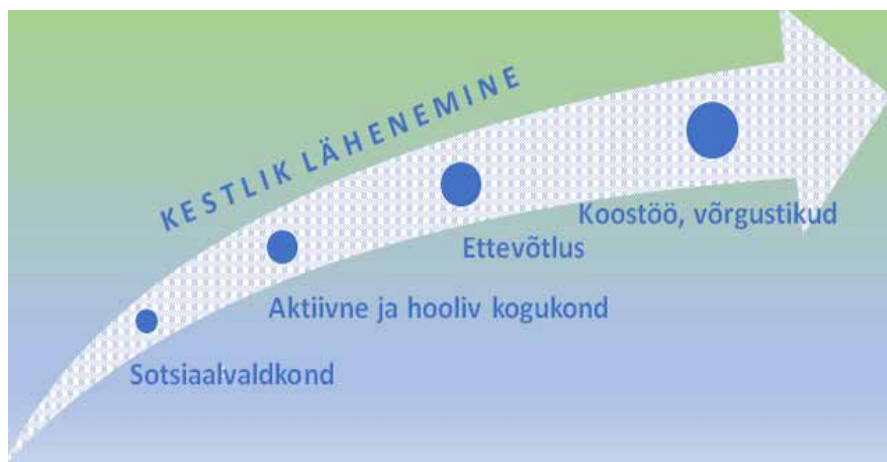 KESTLIK LÄHENEMINE
Koostöö, võrgustikud
Ettevõtlus
Aktiivne ja hooliv kogukond
Sotsiaalvaldkond